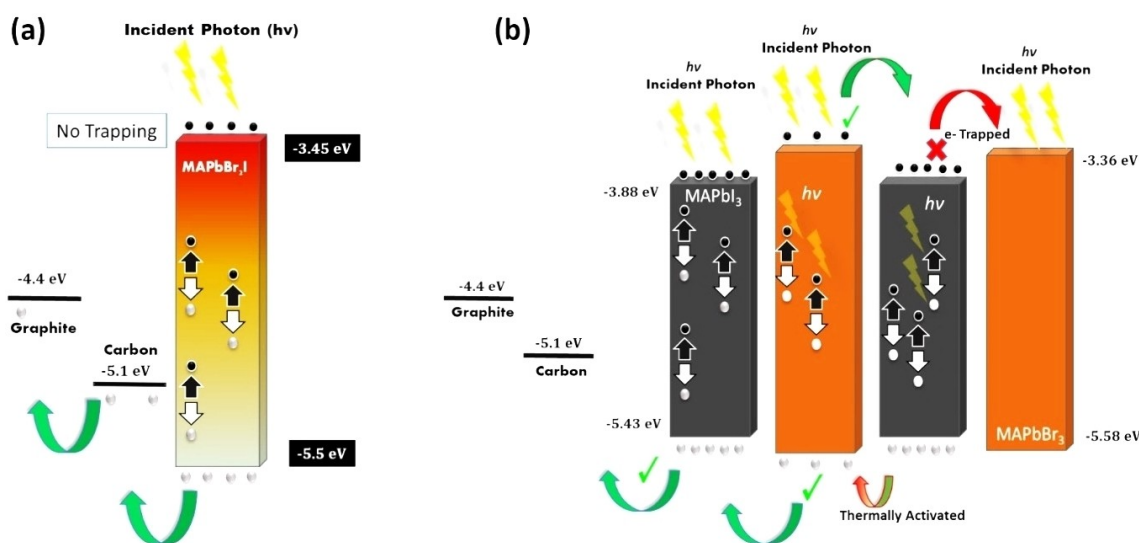 (a)
Incident Photon (hv)
No Trapping
-3.45 eV
MAPbBr₂I
-4.4 eV
Graphite
Carbon
-5.1 eV
-5.5 eV
(b)
hv
Incident Photon
hv
Incident Photon
hv
Incident Photon
e- Trapped
-3.36 eV
-3.88 eV
MAPbI₃
hv
hv
-4.4 eV
Graphite
-5.1 eV
Carbon
-5.43 eV
MAPbBr₃
-5.58 eV
Thermally Activated